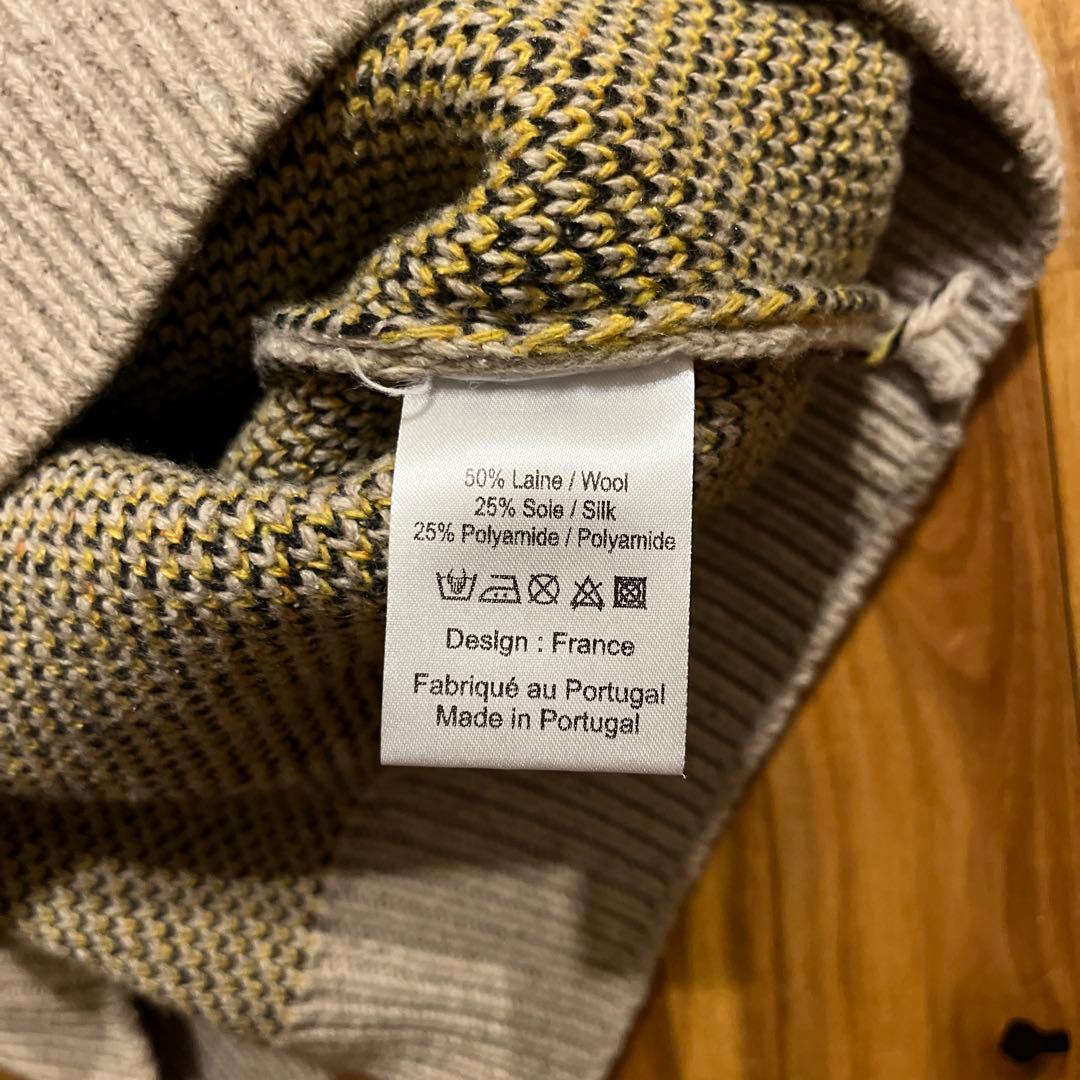 50% Laine / Wool
25% Soie / Silk
25% Polyamide / Polyamide
Design : France
Fabriqué au Portugal
Made in Portugal